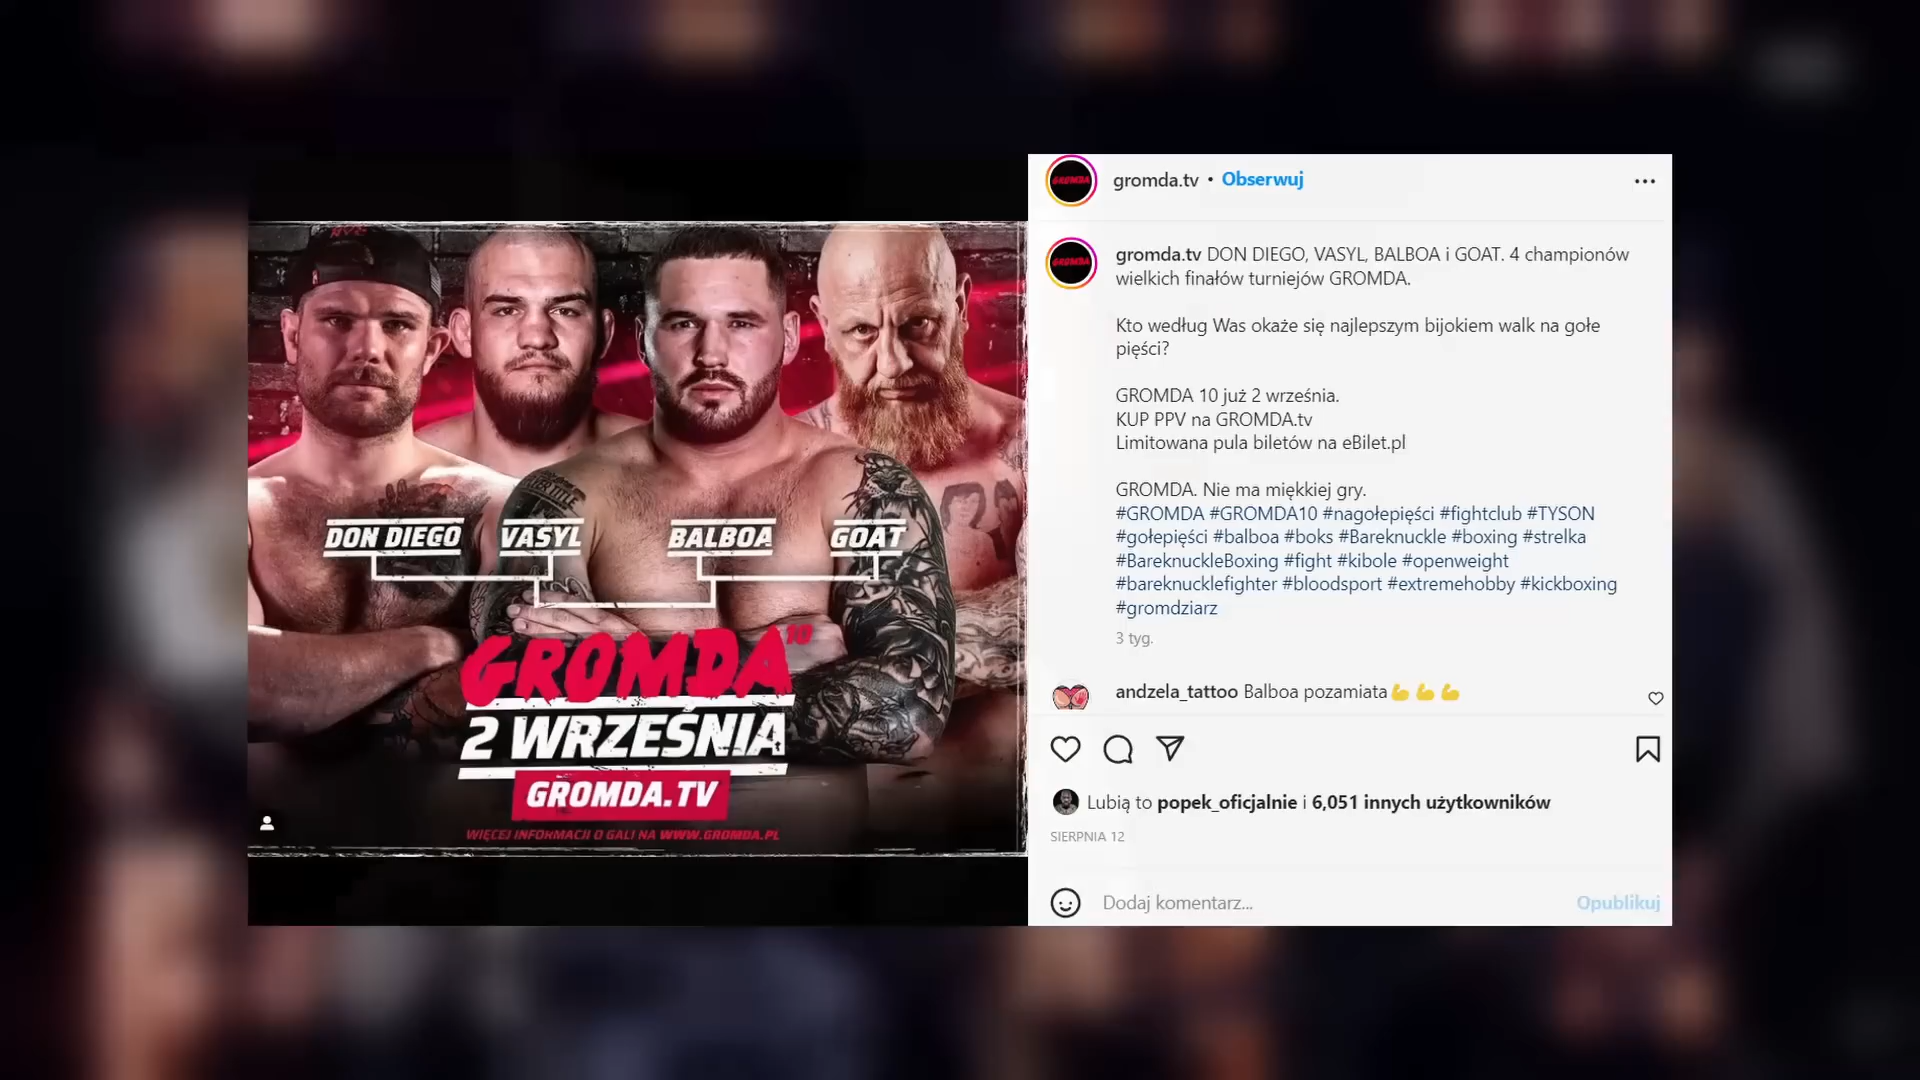 DON DIEGO
VASYL
BALBOA
GOAT
GROMDA 10
2 WRZEŚNIA
GROMDA.TV
WIĘCEJ INFORMACJI O GALI NA WWW.GROMDA.PL
GROMDA
gromda.tv • Obserwuj
GROMDA
gromda.tv DON DIEGO, VASYL, BALBOA i GOAT. 4 championów
wielkich finałów turniejów GROMDA.
Kto według Was okaże się najlepszym bijokiem walk na gołe
pięści?
GROMDA 10 już 2 września.
KUP PPV na GROMDA.tv
Limitowana pula biletów na eBilet.pl
GROMDA. Nie ma miękkiej gry.
#GROMDA #GROMDA10 #nagołepięści #fightclub #TYSON
#gołepięści #balboa #boks #Bareknuckle #boxing #strelka
#BareknuckleBoxing #fight #kibole #openweight
#bareknucklefighter #bloodsport #extremehobby #kickboxing
#gromdziarz
3 tyg.
andzela_tattoo Balboa pozamiata💪💪💪
Lubią to popek_oficjalnie i 6,051 innych użytkowników
SIERPNIA 12
Dodaj komentarz...
Opublikuj